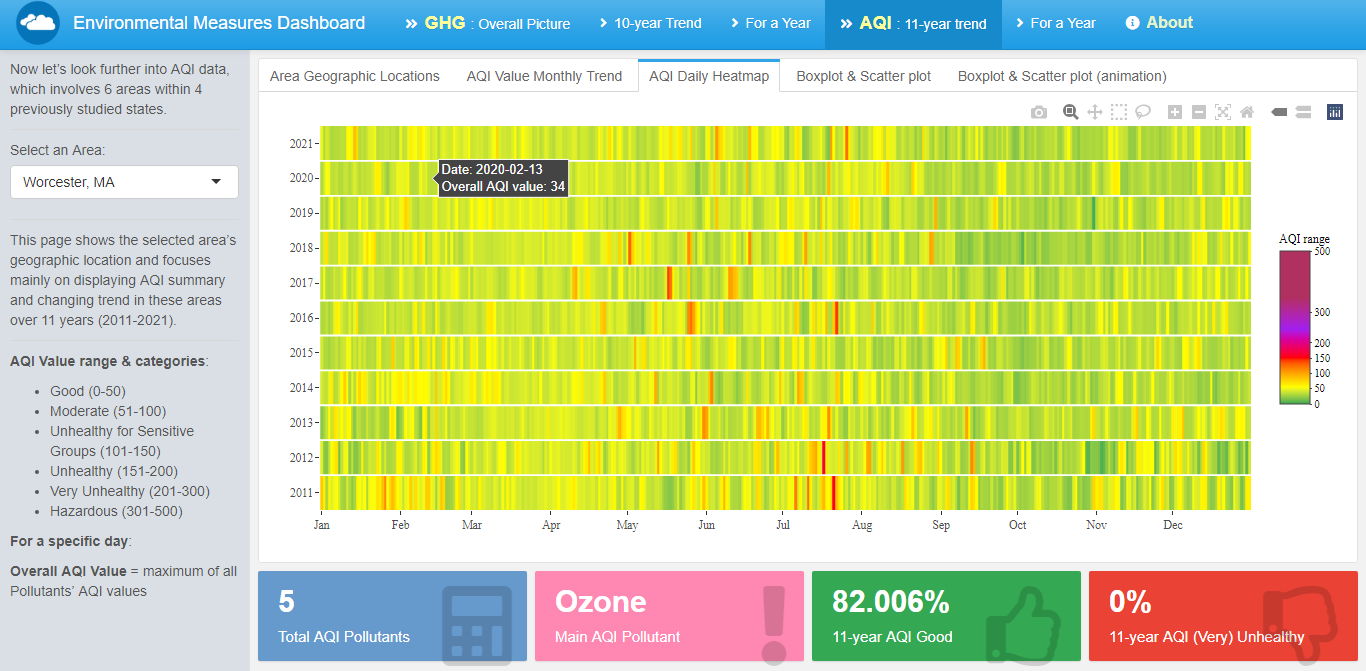 Environmental Measures Dashboard
GHG : Overall Picture
10-year Trend
For a Year
AQI : 11-year trend
For a Year
About
Now let's look further into AQI data,
which involves 6 areas within 4
previously studied states.
Select an Area:
Worcester, MA
This page shows the selected area's
geographic location and focuses
mainly on displaying AQI summary
and changing trend in these areas
over 11 years (2011-2021).
AQI Value range & categories:
• Good (0-50)
• Moderate (51-100)
• Unhealthy for Sensitive
Groups (101-150)
• Unhealthy (151-200)
• Very Unhealthy (201-300)
• Hazardous (301-500)
For a specific day:
Overall AQI Value = maximum of all
Pollutants' AQI values
Area Geographic Locations
AQI Value Monthly Trend
AQI Daily Heatmap
Boxplot & Scatter plot
Boxplot & Scatter plot (animation)
2021
2020
2019
2018
2017
2016
2015
2014
2013
2012
2011
Date: 2020-02-13
Overall AQI value: 34
Jan Feb Mar Apr May Jun Jul Aug Sep Oct Nov Dec
AQI range
500
300
200
150
100
50
0
5
Total AQI Pollutants
Ozone
Main AQI Pollutant
82.006%
11-year AQI Good
0%
11-year AQI (Very) Unhealthy